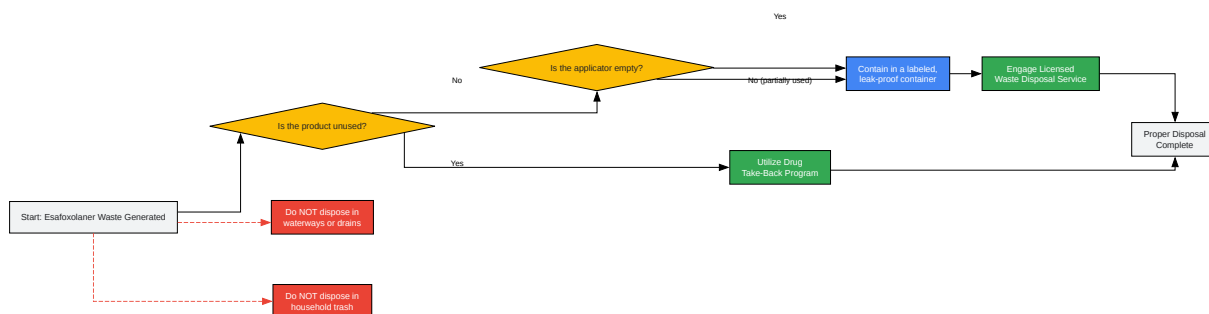 Yes
Is the applicator empty?
No
No (partially used)
Contain in a labeled,
leak-proof container
Engage Licensed
Waste Disposal Service
Is the product unused?
Yes
Utilize Drug
Take-Back Program
Proper Disposal
Complete
Start: Esafoxolaner Waste Generated
Do NOT dispose in
waterways or drains
Do NOT dispose in
household trash